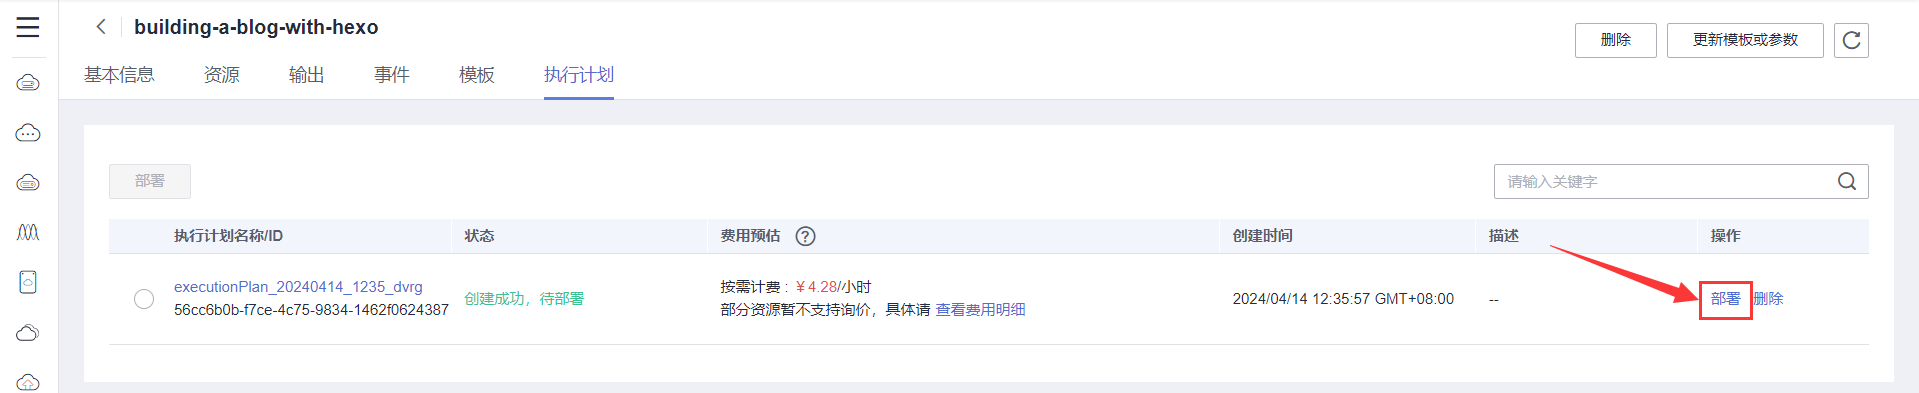 building-a-blog-with-hexo
删除
更新模板或参数
基本信息
资源
输出
事件
模板
执行计划
部署
请输入关键字
执行计划名称/ID
状态
费用预估
创建时间
描述
操作
executionPlan_20240414_1235_dvrg
56cc6b0b-f7ce-4c75-9834-1462f0624387
创建成功，待部署
按需计费：￥4.28/小时
部分资源暂不支持询价，具体请 查看费用明细
2024/04/14 12:35:57 GMT+08:00
--
部署
删除